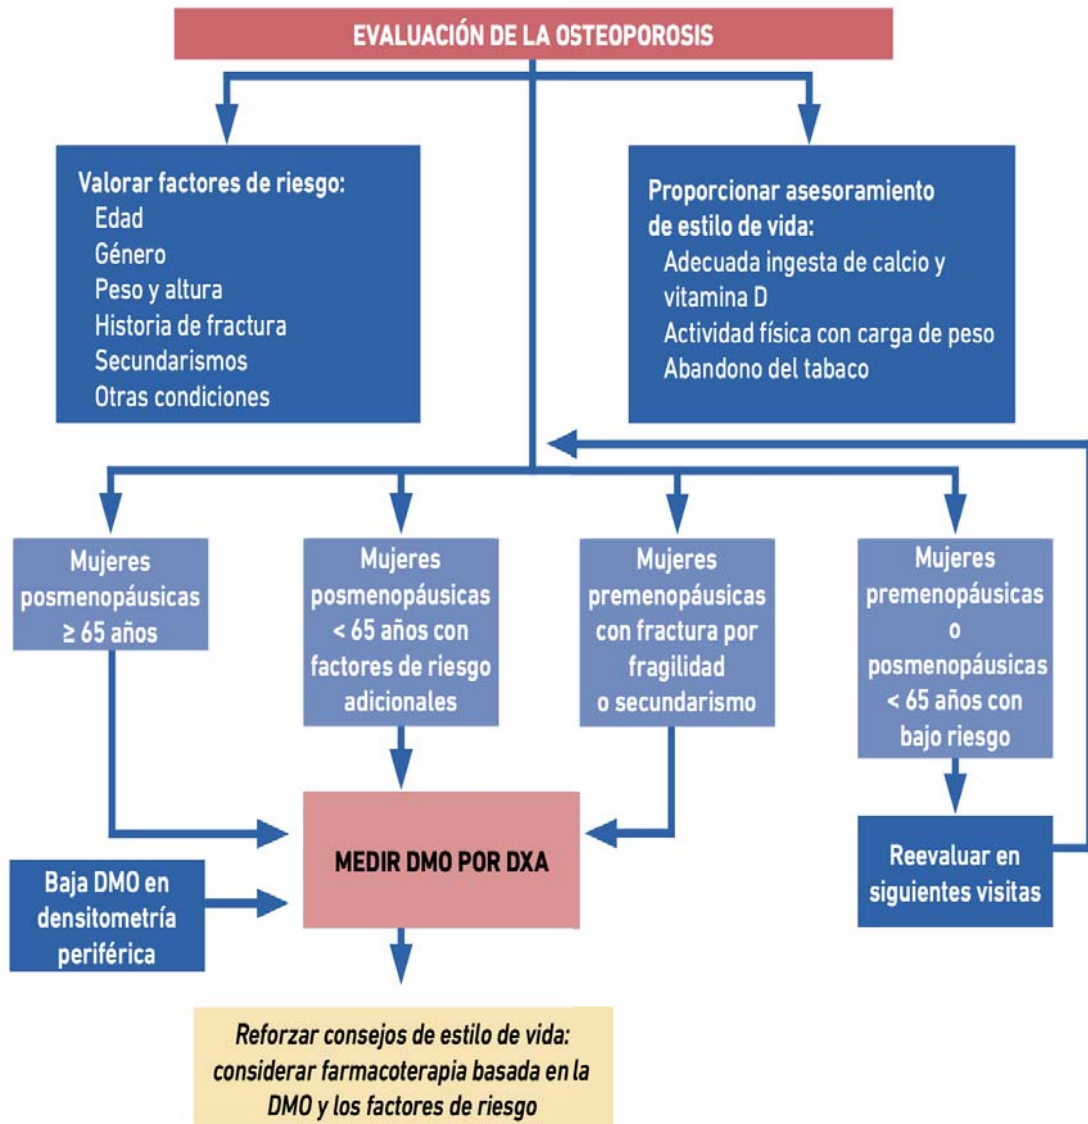 EVALUACIÓN DE LA OSTEOPOROSIS
Valorar factores de riesgo:
Edad
Género
Peso y altura
Historia de fractura
Secundarismos
Otras condiciones
Proporcionar asesoramiento
de estilo de vida:
Adecuada ingesta de calcio y
vitamina D
Actividad física con carga de peso
Abandono del tabaco
Mujeres
posmenopáusicas
≥ 65 años
Mujeres
posmenopáusicas
< 65 años con
factores de riesgo
adicionales
Mujeres
premenopáusicas
con fractura por
fragilidad
o secundarismo
Mujeres
premenopáusicas
o
posmenopáusicas
< 65 años con
bajo riesgo
MEDIR DMO POR DXA
Baja DMO en
densitometría
periférica
Reevaluar en
siguientes visitas
Reforzar consejos de estilo de vida:
considerar farmacoterapia basada en la
DMO y los factores de riesgo